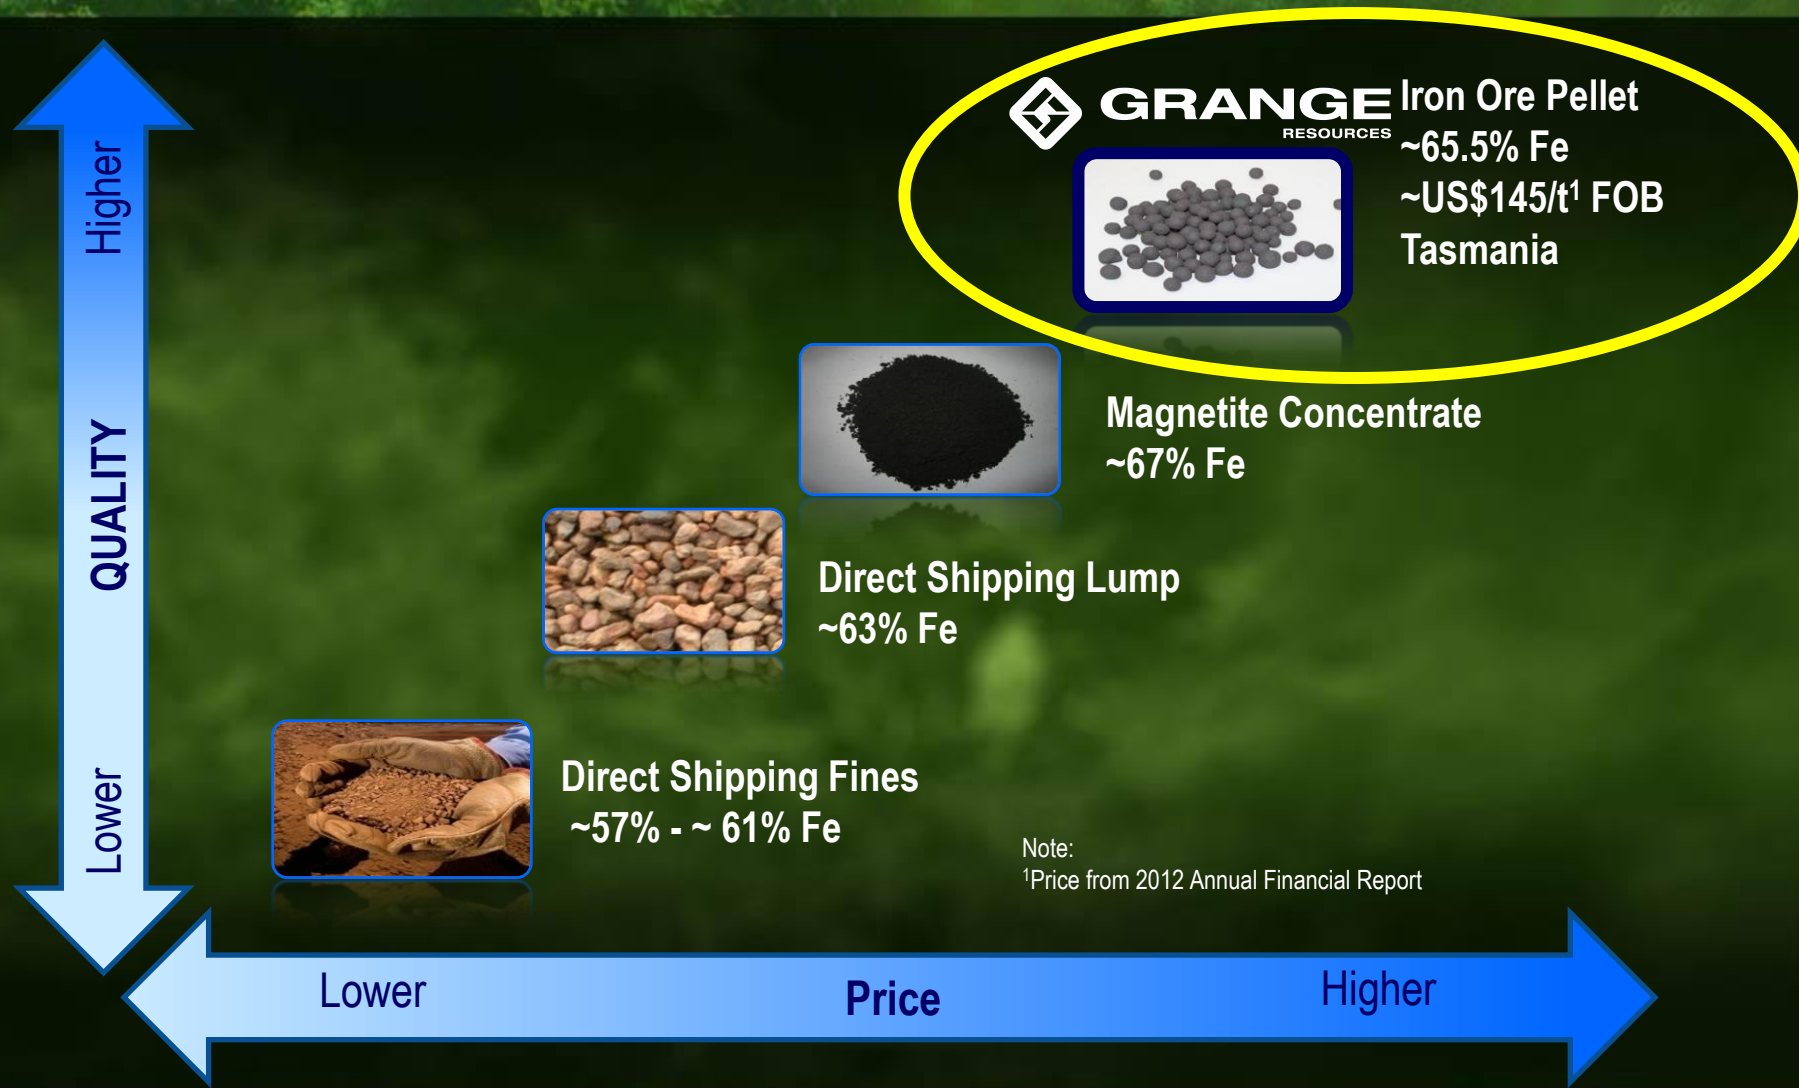 GRANGE
RESOURCES
Iron Ore Pellet
~65.5% Fe
~US$145/t¹ FOB
Tasmania
Higher
QUALITY
Lower
Magnetite Concentrate
~67% Fe
Direct Shipping Lump
~63% Fe
Direct Shipping Fines
~57% - ~ 61% Fe
Note:
¹Price from 2012 Annual Financial Report
Lower
Price
Higher